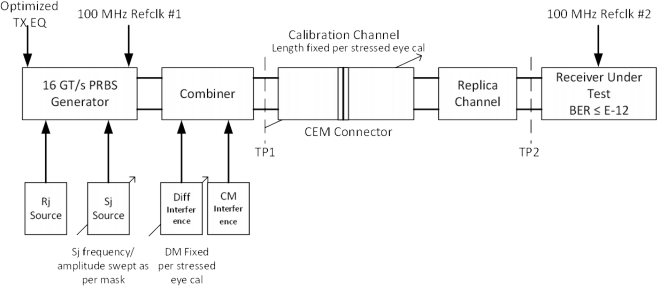 Optimized
TX EQ
100 MHz Refclk #1
Calibration Channel
Length fixed per stressed eye cal
100 MHz Refclk #2
16 GT/s PRBS
Generator
Combiner
Replica
Channel
Receiver Under
Test
BER ≤ E-12
CEM Connector
TP1
TP2
Rj
Source
Sj
Source
Diff
Interfer
ence
CM
Interfer
ence
Sj frequency/
amplitude swept as
per mask
DM Fixed
per stressed
eye cal